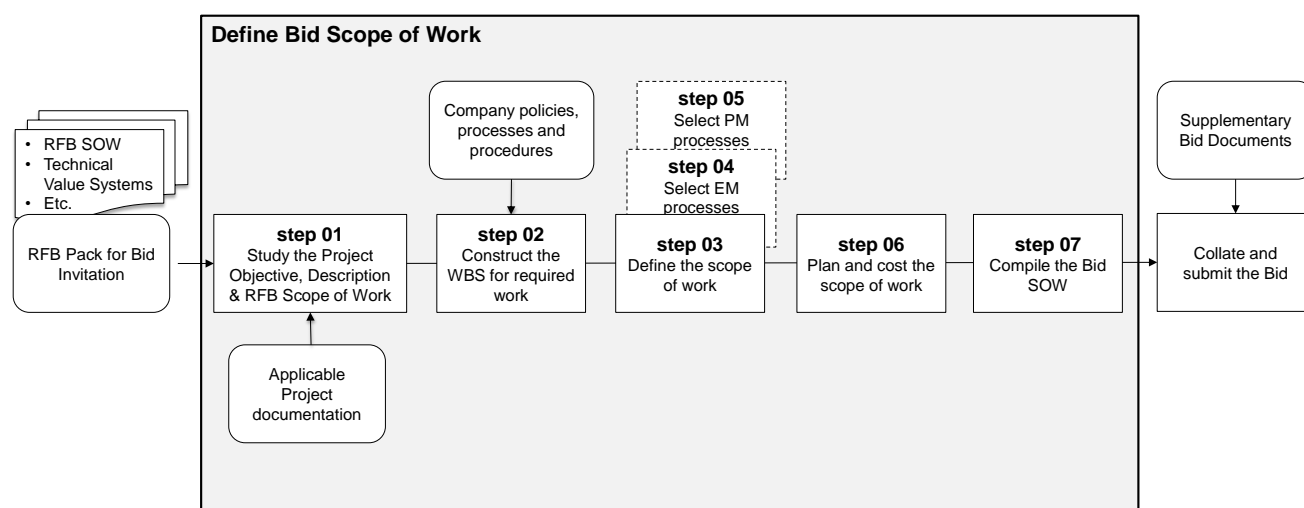 Define Bid Scope of Work
• RFB SOW
• Technical
Value Systems
• Etc.
RFB Pack for Bid
Invitation
step 01
Study the Project
Objective, Description
& RFB Scope of Work
Applicable
Project
documentation
Company policies,
processes and
procedures
step 02
Construct the
WBS for required
work
step 05
Select PM
processes
step 04
Select EM
processes
step 03
Define the scope
of work
step 06
Plan and cost the
scope of work
step 07
Compile the Bid
SOW
Supplementary
Bid Documents
Collate and
submit the Bid